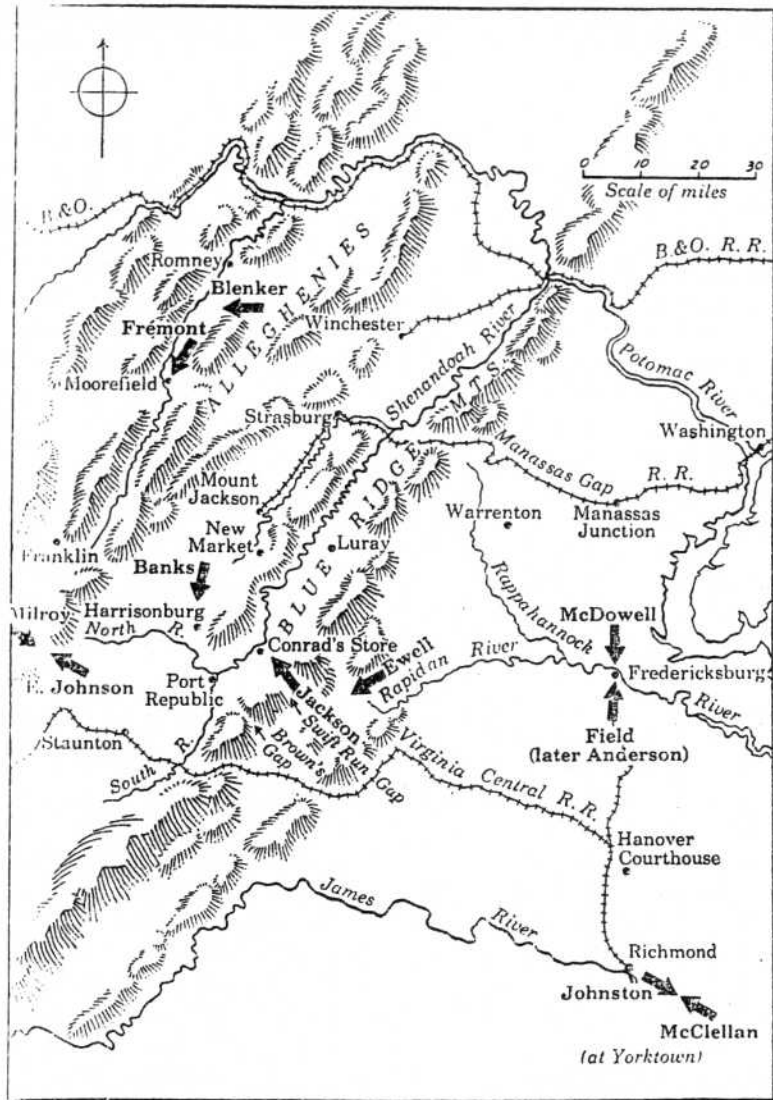 0 10 20 30
Scale of miles
B.&O.
B.&O. R.R.
Romney
Blenker
ALLEGHENIES
Winchester
Frémont
Shenandoah River
Potomac River
Moorefield
Strasburg
MTS.
Washington
Manassas Gap R. R.
Mount
Jackson
BLUE RIDGE
Warrenton
Manassas
Junction
New
Market
Luray
Franklin
Banks
Rappahannock
River
McDowell
Milroy
Harrisonburg
North R.
Conrad's Store
Ewell
Rapidan River
Fredericksburg
E. Johnson
Port
Republic
Jackson
Swift Run
Gap
Field
(later Anderson)
Staunton
South R.
Brown's
Gap
Virginia Central R.R.
Hanover
Courthouse
James River
Richmond
Johnston
McClellan
(at Yorktown)